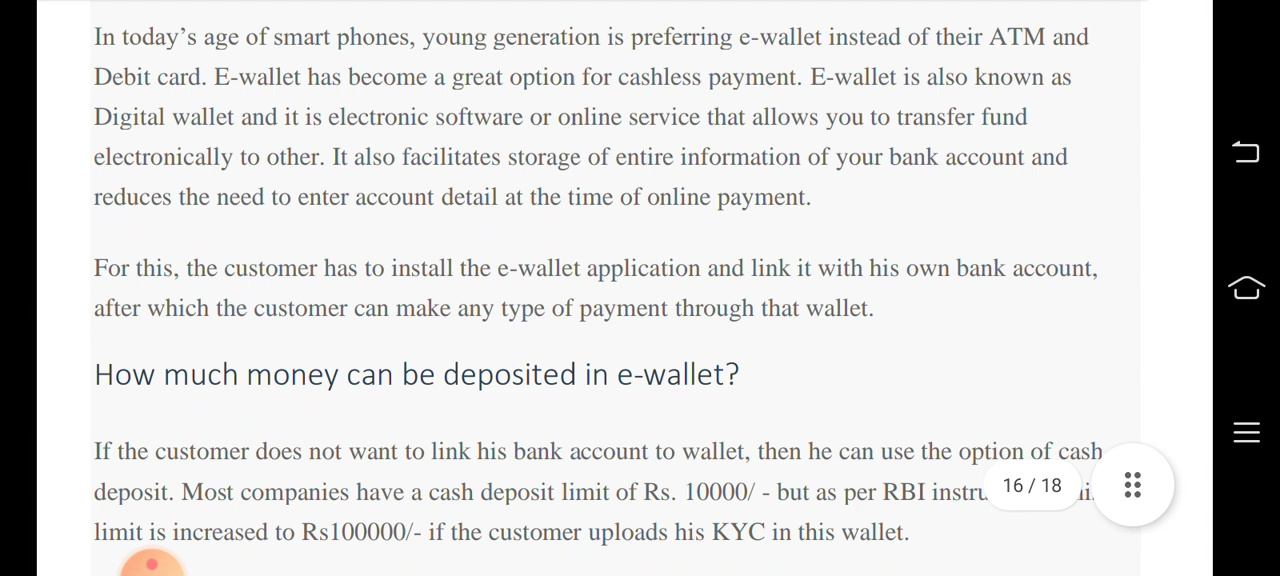 In today’s age of smart phones, young generation is preferring e-wallet instead of their ATM and
Debit card. E-wallet has become a great option for cashless payment. E-wallet is also known as
Digital wallet and it is electronic software or online service that allows you to transfer fund
electronically to other. It also facilitates storage of entire information of your bank account and
reduces the need to enter account detail at the time of online payment.
For this, the customer has to install the e-wallet application and link it with his own bank account,
after which the customer can make any type of payment through that wallet.
How much money can be deposited in e-wallet?
If the customer does not want to link his bank account to wallet, then he can use the option of cash
deposit. Most companies have a cash deposit limit of Rs. 10000/ - but as per RBI
16 / 18
limit is increased to Rs100000/- if the customer uploads his KYC in this wallet.